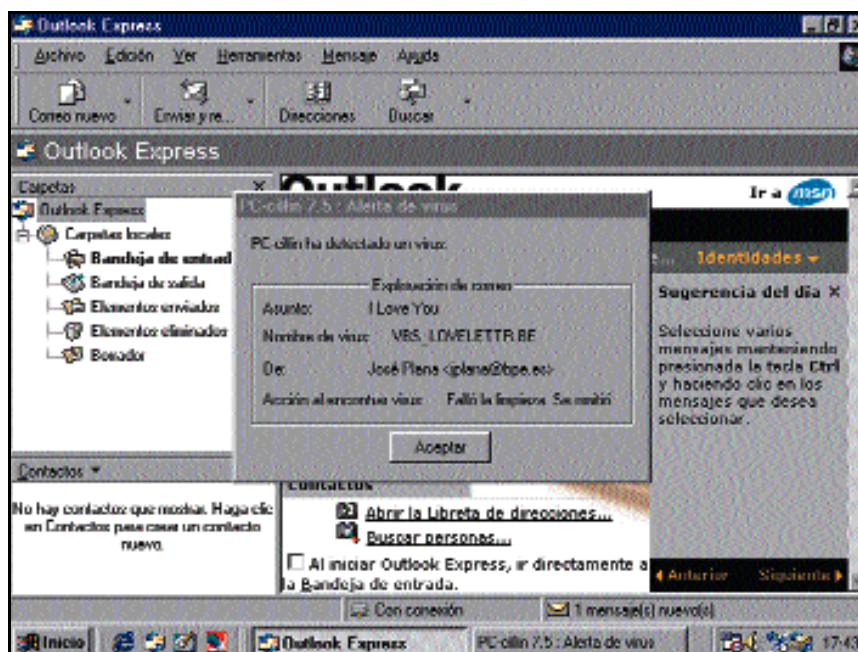 Outlook Express
Archivo Edición Ver Herramientas Mensaje Ayuda
Correo nuevo Enviar y re... Direcciones Buscar
Outlook Express
Carpetas
Outlook Express
Carpetas locales
Bandeja de entrad
Bandeja de salida
Elementos enviados
Elementos eliminados
Borrador
Contactos
No hay contactos que mostrar. Haga clic
en Contactos para crear un contacto
nuevo.
Outlook
Ir a msn
PC-cillin 7.5 : Alerta de virus
PC-cillin ha detectado un virus:
Exploración de correo
Asunto: I Love You
Nombre de virus: VBS_LOVELETTR.BE
De: José Plana <jplana@bpe.es>
Acción al encontrar virus: Falló la limpieza. Se omitió
Aceptar
Identidades
Sugerencia del día X
Seleccione varios
mensajes manteniendo
presionada la tecla Ctrl
y haciendo clic en los
mensajes que desea
seleccionar.
Anterior Siguiente
Contactos
Abrir la Libreta de direcciones...
Buscar personas...
Al iniciar Outlook Express, ir directamente a
la Bandeja de entrada.
Con conexión 1 mensaje(s) nuevo(s)
Inicio Outlook Express PC-cillin 7.5 : Alerta de virus 17:43